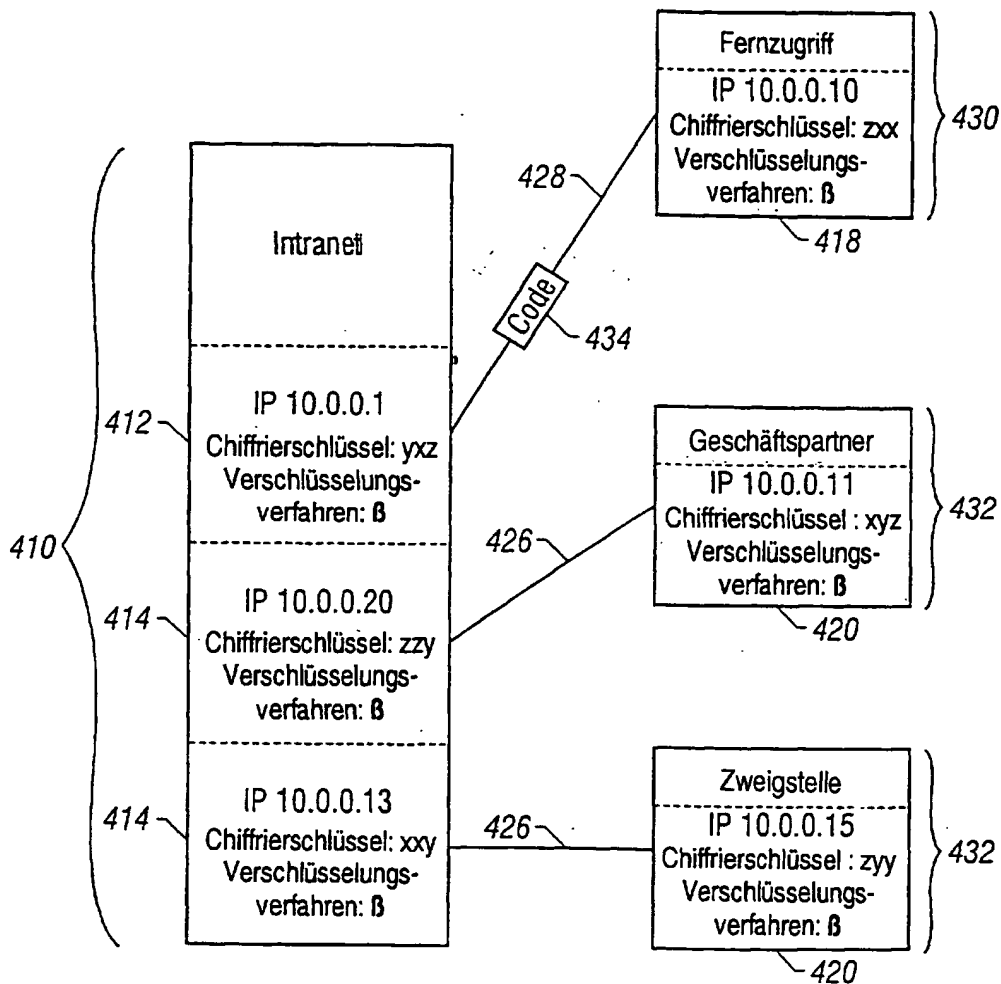 Fernzugriff
IP 10.0.0.10
Chiffrierschlüssel: zxx
Verschlüsselungs-
verfahren: ß
430
418
428
Code
434
Intranet
410
412
IP 10.0.0.1
Chiffrierschlüssel: yxz
Verschlüsselungs-
verfahren: ß
414
IP 10.0.0.20
Chiffrierschlüssel: zzy
Verschlüsselungs-
verfahren: ß
414
IP 10.0.0.13
Chiffrierschlüssel: xxy
Verschlüsselungs-
verfahren: ß
426
Geschäftspartner
IP 10.0.0.11
Chiffrierschlüssel : xyz
Verschlüsselungs-
verfahren: ß
432
420
426
Zweigstelle
IP 10.0.0.15
Chiffrierschlüssel : zyy
Verschlüsselungs-
verfahren: ß
432
420